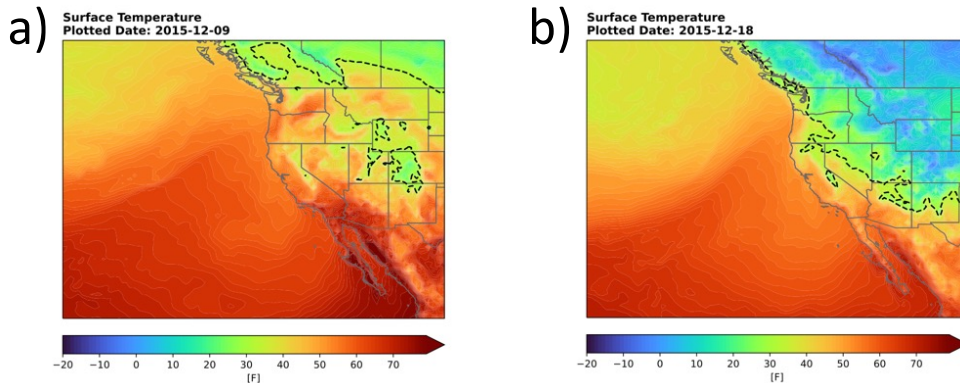 a)
Surface Temperature
Plotted Date: 2015-12-09
−20 −10 0 10 20 30 40 50 60 70
[F]
b)
Surface Temperature
Plotted Date: 2015-12-18
−20 −10 0 10 20 30 40 50 60 70
[F]